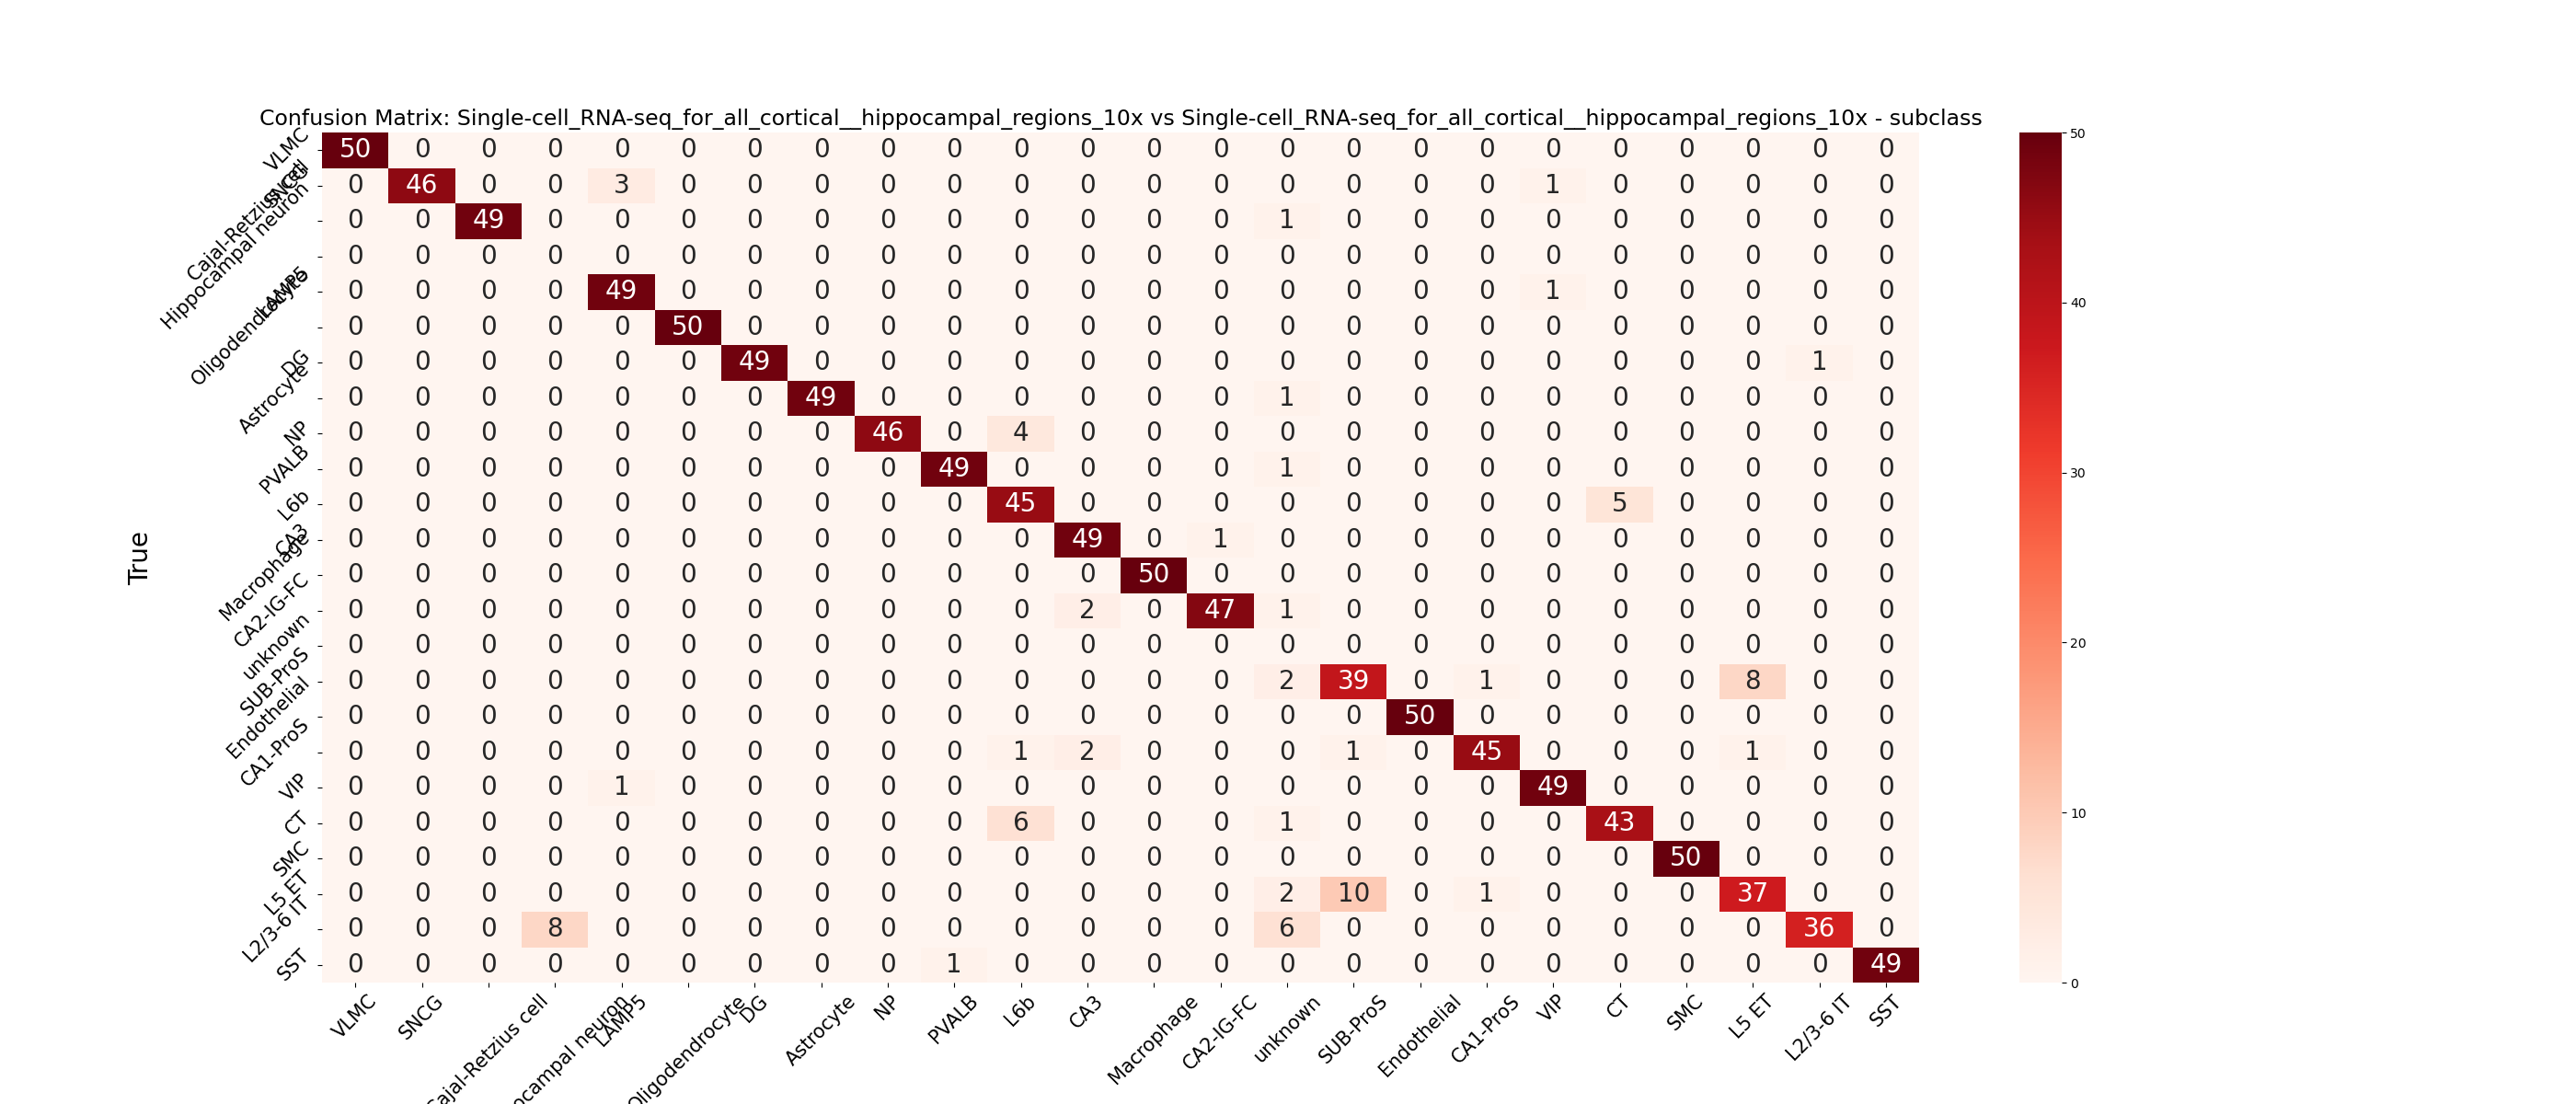 Confusion Matrix: Single-cell_RNA-seq_for_all_cortical__hippocampal_regions_10x vs Single-cell_RNA-seq_for_all_cortical__hippocampal_regions_10x - subclass
True
VLMC 50 0 0 0 0 0 0 0 0 0 0 0 0 0 0 0 0 0 0 0 0 0 0 0
SNCG 0 46 0 0 3 0 0 0 0 0 0 0 0 0 0 0 0 0 1 0 0 0 0 0
Cajal-Retzius cell 0 0 49 0 0 0 0 0 0 0 0 0 0 0 1 0 0 0 0 0 0 0 0 0
Hippocampal neuron 0 0 0 0 0 0 0 0 0 0 0 0 0 0 0 0 0 0 0 0 0 0 0 0
LAMP5 0 0 0 0 49 0 0 0 0 0 0 0 0 0 0 0 0 0 1 0 0 0 0 0
Oligodendrocyte 0 0 0 0 0 50 0 0 0 0 0 0 0 0 0 0 0 0 0 0 0 0 0 0
DG 0 0 0 0 0 0 49 0 0 0 0 0 0 0 0 0 0 0 0 0 0 0 1 0
Astrocyte 0 0 0 0 0 0 0 49 0 0 0 0 0 0 1 0 0 0 0 0 0 0 0 0
NP 0 0 0 0 0 0 0 0 46 0 4 0 0 0 0 0 0 0 0 0 0 0 0 0
PVALB 0 0 0 0 0 0 0 0 0 49 0 0 0 0 1 0 0 0 0 0 0 0 0 0
L6b 0 0 0 0 0 0 0 0 0 0 45 0 0 0 0 0 0 0 0 5 0 0 0 0
CA3 0 0 0 0 0 0 0 0 0 0 0 49 0 1 0 0 0 0 0 0 0 0 0 0
Macrophage 0 0 0 0 0 0 0 0 0 0 0 0 50 0 0 0 0 0 0 0 0 0 0 0
CA2-IG-FC 0 0 0 0 0 0 0 0 0 0 0 2 0 47 1 0 0 0 0 0 0 0 0 0
unknown 0 0 0 0 0 0 0 0 0 0 0 0 0 0 0 0 0 0 0 0 0 0 0 0
SUB-ProS 0 0 0 0 0 0 0 0 0 0 0 0 0 0 2 39 0 1 0 0 0 8 0 0
Endothelial 0 0 0 0 0 0 0 0 0 0 0 0 0 0 0 0 50 0 0 0 0 0 0 0
CA1-ProS 0 0 0 0 0 0 0 0 0 0 1 2 0 0 0 1 0 45 0 0 0 1 0 0
VIP 0 0 0 0 1 0 0 0 0 0 0 0 0 0 0 0 0 0 49 0 0 0 0 0
CT 0 0 0 0 0 0 0 0 0 0 6 0 0 0 1 0 0 0 0 43 0 0 0 0
SMC 0 0 0 0 0 0 0 0 0 0 0 0 0 0 0 0 0 0 0 0 50 0 0 0
L5 ET 0 0 0 0 0 0 0 0 0 0 0 0 0 0 2 10 0 1 0 0 0 37 0 0
L2/3-6 IT 0 0 0 8 0 0 0 0 0 0 0 0 0 0 6 0 0 0 0 0 0 0 36 0
SST 0 0 0 0 0 0 0 0 0 1 0 0 0 0 0 0 0 0 0 0 0 0 0 49
VLMC SNCG Cajal-Retzius cell ocampal neuron LAMP5 Oligodendrocyte DG Astrocyte NP PVALB L6b CA3 Macrophage CA2-IG-FC unknown SUB-ProS Endothelial CA1-ProS VIP CT SMC L5 ET L2/3-6 IT SST
50
40
30
20
10
0